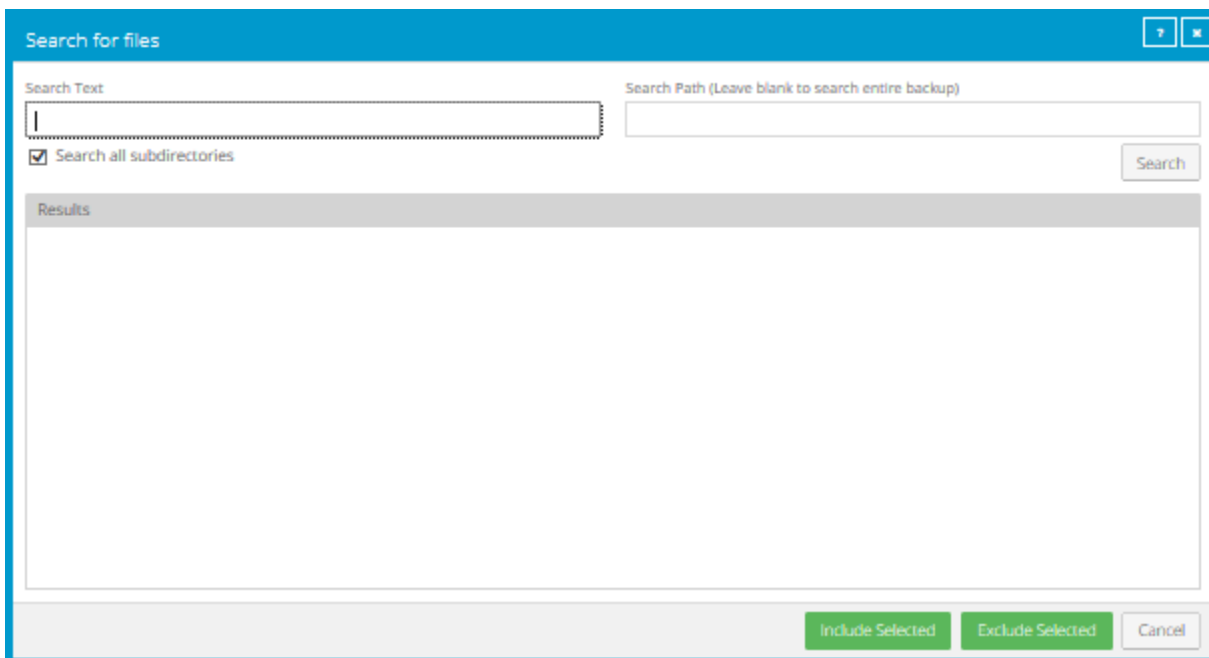 Search for files
?
Search Text
Search Path (Leave blank to search entire backup)
Search all subdirectories
Search
Results
Include Selected
Exclude Selected
Cancel